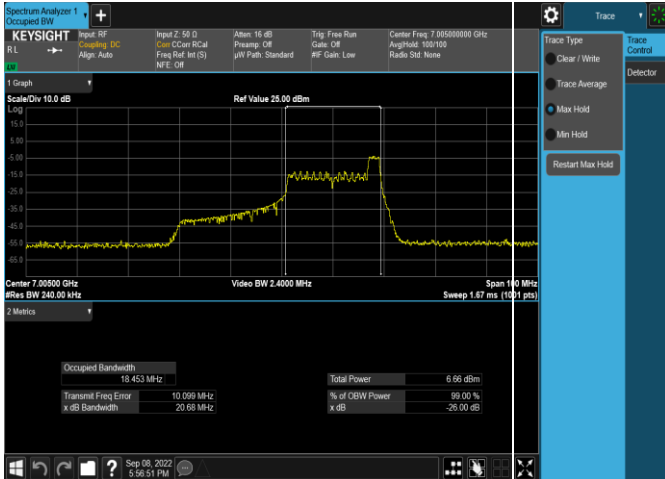 Spectrum Analyzer 1
Occupied BW
KEYSIGHT
R L
Input: RF
Coupling: DC
Align: Auto
Input Z: 50 Ω
Corr CCorr RCal
Freq Ref: Int (S)
NFE: Off
Atten: 16 dB
Preamp: Off
µW Path: Standard
Trig: Free Run
Gate: Off
#IF Gain: Low
Center Freq: 7.005000000 GHz
Avg|Hold: 100/100
Radio Std: None
1 Graph
Scale/Div 10.0 dB
Ref Value 25.00 dBm
Log
15.0
5.00
-5.00
-15.0
-25.0
-35.0
-45.0
-55.0
-65.0
Center 7.00500 GHz
#Res BW 240.00 kHz
Video BW 2.4000 MHz
Span 100 MHz
Sweep 1.67 ms (1001 pts)
2 Metrics
Occupied Bandwidth
18.453 MHz
Transmit Freq Error 10.099 MHz
x dB Bandwidth 20.68 MHz
Total Power 6.66 dBm
% of OBW Power 99.00 %
x dB -26.00 dB
Sep 08, 2022
5:56:51 PM
Trace
Trace Type
Clear / Write
Trace Average
Max Hold
Min Hold
Restart Max Hold
Trace
Control
Detector